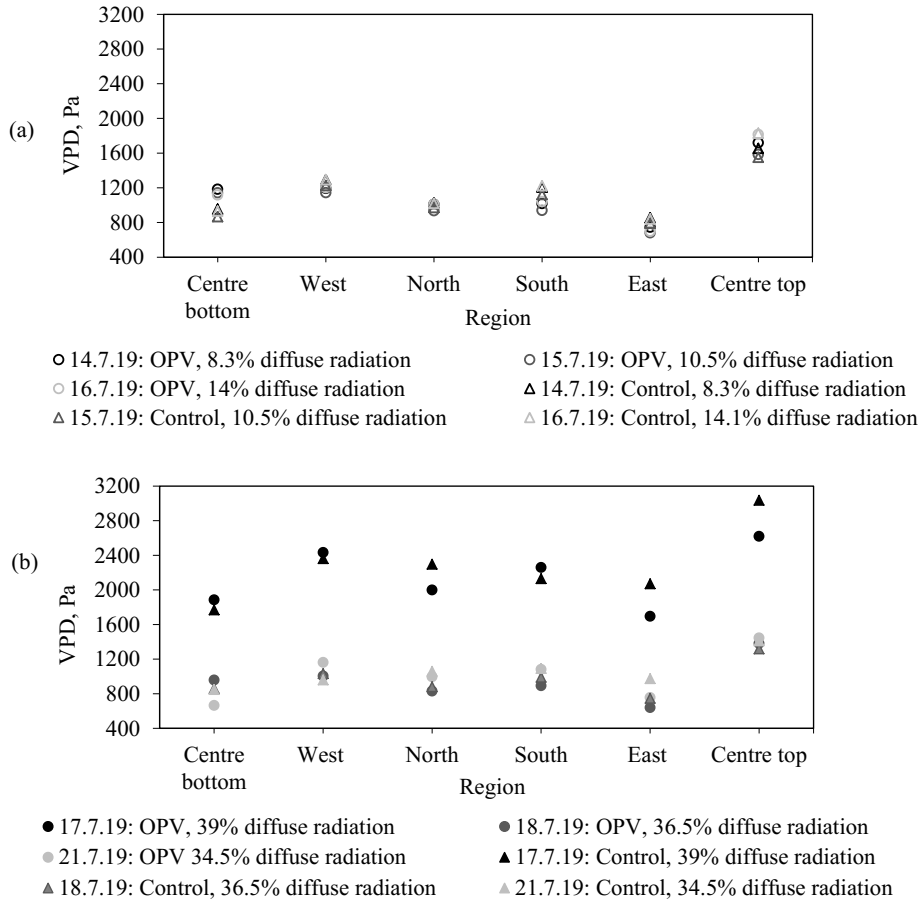 (a)
VPD, Pa
3200
2800
2400
2000
1600
1200
800
400
Centre bottom
West
North
South
East
Centre top
Region
14.7.19: OPV, 8.3% diffuse radiation
15.7.19: OPV, 10.5% diffuse radiation
16.7.19: OPV, 14% diffuse radiation
14.7.19: Control, 8.3% diffuse radiation
15.7.19: Control, 10.5% diffuse radiation
16.7.19: Control, 14.1% diffuse radiation
(b)
VPD, Pa
3200
2800
2400
2000
1600
1200
800
400
Centre bottom
West
North
South
East
Centre top
Region
17.7.19: OPV, 39% diffuse radiation
18.7.19: OPV, 36.5% diffuse radiation
21.7.19: OPV 34.5% diffuse radiation
17.7.19: Control, 39% diffuse radiation
18.7.19: Control, 36.5% diffuse radiation
21.7.19: Control, 34.5% diffuse radiation